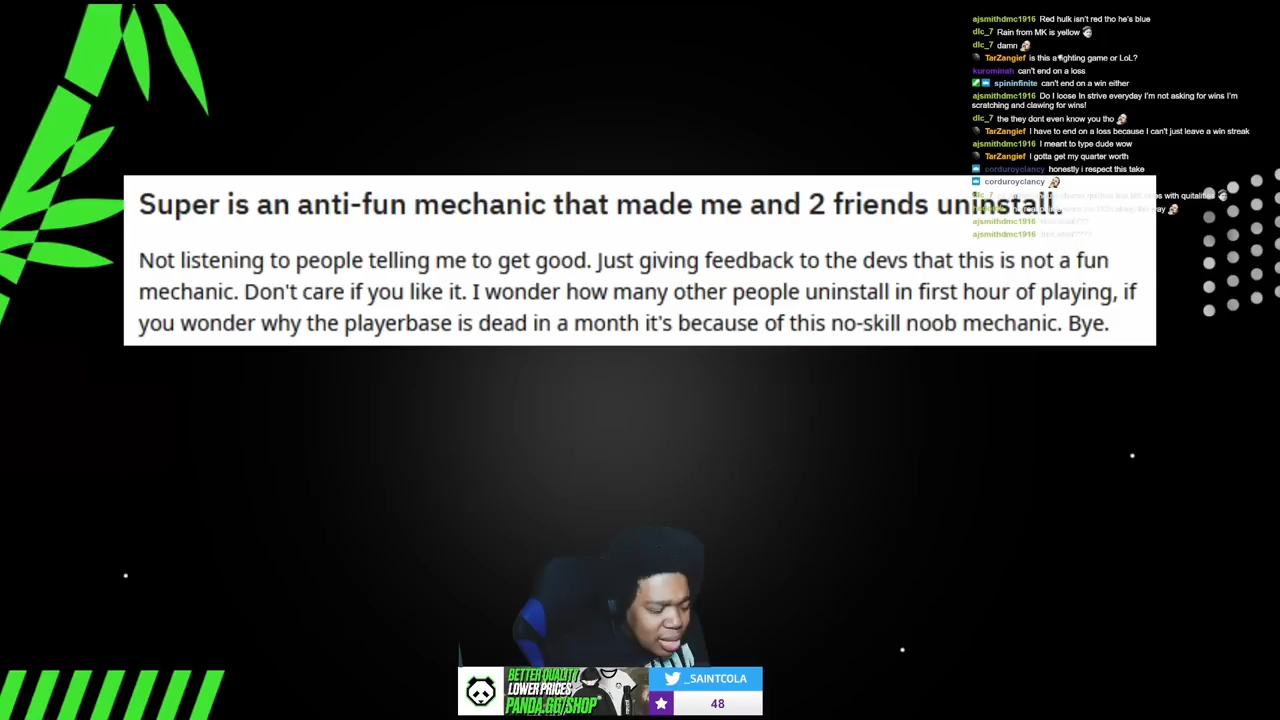 ajsmithdmc1916 Red hulk isn't red tho he's blue
dlc_7 Rain from MK is yellow
dlc_7 damn
TarZangief is this a fighting game or LoL?
kurominah can't end on a loss
spininfinite can't end on a win either
ajsmithdmc1916 Do I loose In strive everyday I'm not asking for wins I'm
scratching and clawing for wins!
dlc_7 the they dont even know you tho
TarZangief I have to end on a loss because I can't just leave a win streak
ajsmithdmc1916 I meant to type dude wow
TarZangief I gotta get my quarter worth
corduroyclancy honestly i respect this take
corduroyclancy
with quitalities
ajsmithdmc1916
ajsmithdmc1916
Super is an anti-fun mechanic that made me and 2 friends uninstall.
Not listening to people telling me to get good. Just giving feedback to the devs that this is not a fun
mechanic. Don't care if you like it. I wonder how many other people uninstall in first hour of playing, if
you wonder why the playerbase is dead in a month it's because of this no-skill noob mechanic. Bye.
BETTER QUALITY
LOWER PRICES
PANDA.GG/SHOP
_SAINTCOLA
48